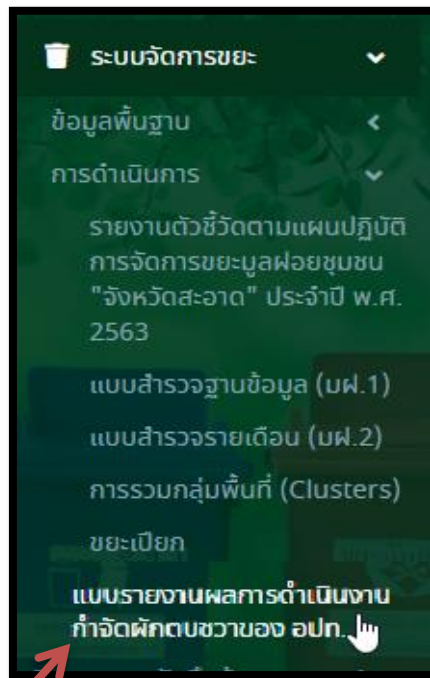 ระบบจัดการขยะ
ข้อมูลพื้นฐาน
การดำเนินการ
รายงานตัวชี้วัดตามแผนปฏิบัติ
การจัดการขยะมูลฝอยชุมชน
"จังหวัดสะอาด" ประจำปี พ.ศ.
2563
แบบสำรวจฐานข้อมูล (มฝ.1)
แบบสำรวจรายเดือน (มฝ.2)
การรวมกลุ่มพื้นที่ (Clusters)
ขยะเปียก
แบบรายงานผลการดำเนินงาน
กำจัดผักตบชวาของ อปท.